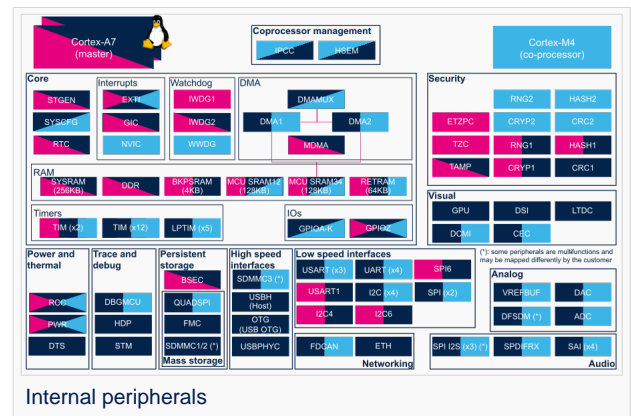 Cortex-A7
(master)
Coprocessor management
IPCC
HSEM
Cortex-M4
(co-processor)
Core
STGEN
SYSCFG
RTC
Interrupts
EXTI
GIC
NVIC
Watchdog
IWDG1
IWDG2
WWDG
DMA
DMAMUX
DMA1
DMA2
MDMA
RAM
SYSRAM
(256KB)
DDR
BKPSRAM
(4KB)
MCU SRAM12
(128KB)
MCU SRAM34
(128KB)
RETRAM
(64KB)
Timers
TIM (x2)
TIM (x12)
LPTIM (x5)
IOs
GPIOA-K
GPIOZ
Security
RNG2
HASH2
ETZPC
CRYP2
CRC2
TZC
RNG1
HASH1
TAMP
CRYP1
CRC1
Visual
GPU
DSI
LTDC
DCMI
CEC
(*): some peripherals are multifunctions and
may be mapped differently by the customer
Power and
thermal
RCC
PWR
DTS
Trace and
debug
DBGMCU
HDP
STM
Persistent
storage
BSEC
QUADSPI
FMC
SDMMC1/2 (*)
Mass storage
High speed
interfaces
SDMMC3 (*)
USBH
(Host)
OTG
(USB OTG)
USBPHYC
Low speed interfaces
USART (x3)
UART (x4)
SPI6
USART1
I2C (x4)
SPI (x2)
I2C4
I2C6
FDCAN
ETH
Networking
Analog
VREFBUF
DAC
DFSDM (*)
ADC
SPI I2S (x3) (*)
SPDIFRX
SAI (x4)
Audio
Internal peripherals